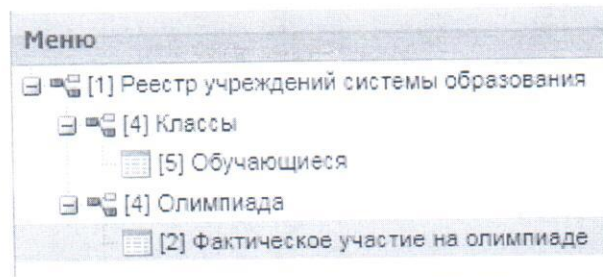 Меню
[1] Реестр учреждений системы образования
[4] Классы
[5] Обучающиеся
[4] Олимпиада
[2] Фактическое участие на олимпиаде